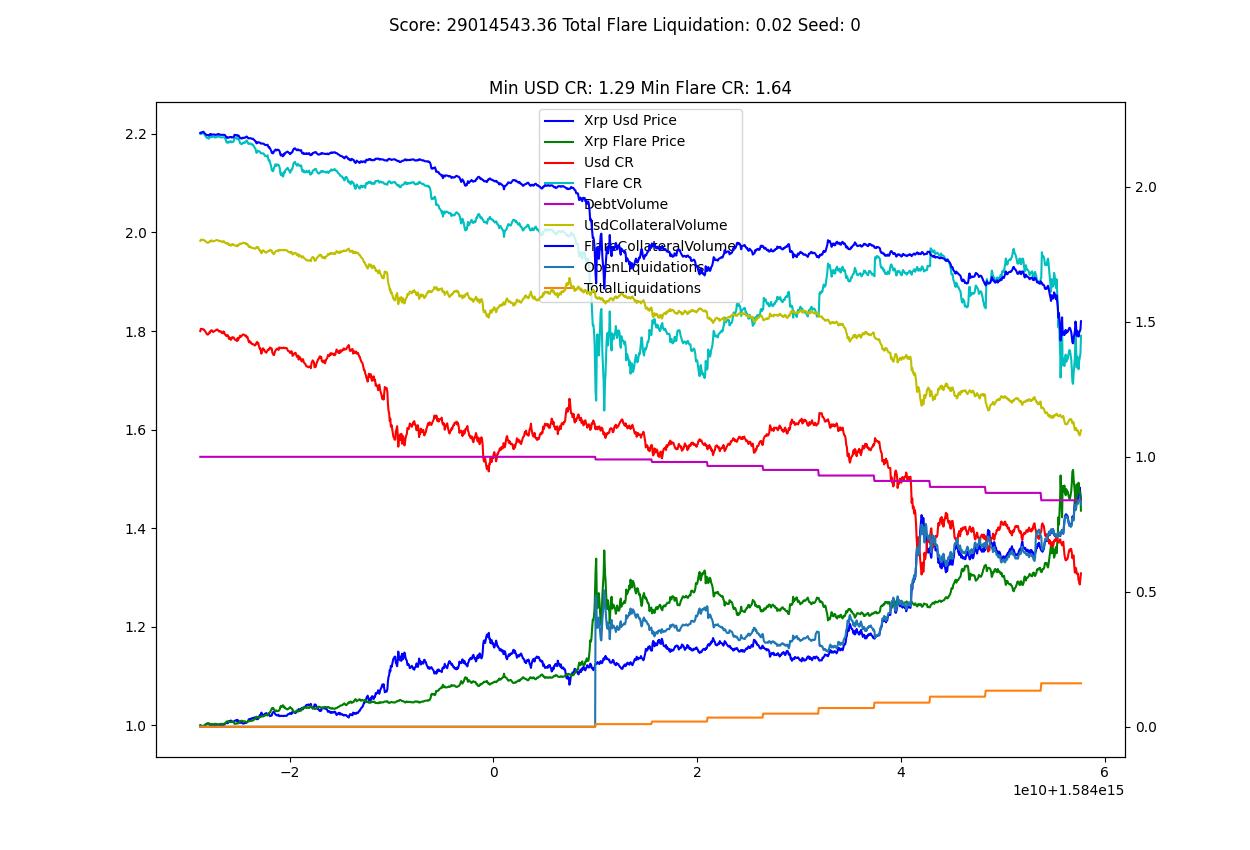 Score: 29014543.36 Total Flare Liquidation: 0.02 Seed: 0
Min USD CR: 1.29 Min Flare CR: 1.64
Xrp Usd Price
Xrp Flare Price
Usd CR
Flare CR
DebtVolume
UsdCollateralVolume
FlareCollateralVolume
OpenLiquidations
TotalLiquidations
2.2
2.0
1.8
1.6
1.4
1.2
1.0
2.0
1.5
1.0
0.5
0.0
−2
0
2
4
6
1e10+1.584e15